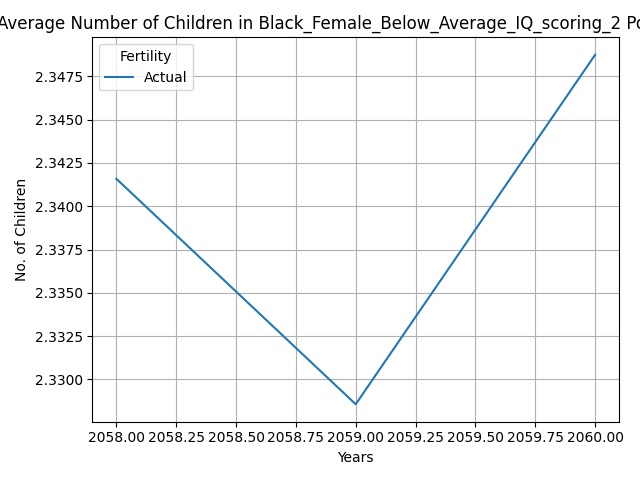 Average Number of Children in Black_Female_Below_Average_IQ_scoring_2 Po
Fertility
Actual
2.3475
2.3450
2.3425
2.3400
2.3375
2.3350
2.3325
2.3300
No. of Children
2058.00 2058.25 2058.50 2058.75 2059.00 2059.25 2059.50 2059.75 2060.00
Years